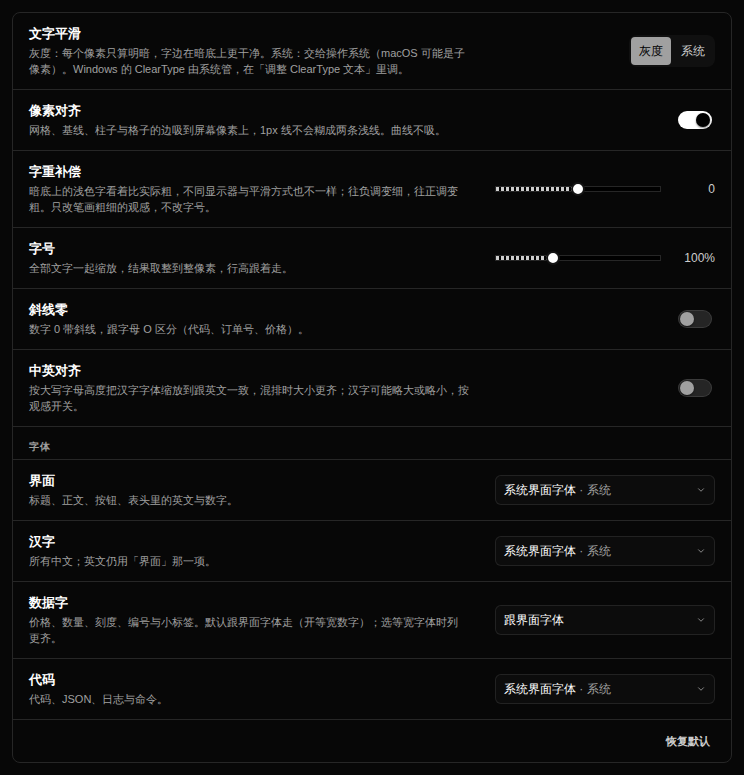 文字平滑
灰度：每个像素只算明暗，字边在暗底上更干净。系统：交给操作系统（macOS 可能是子
像素）。Windows 的 ClearType 由系统管，在「调整 ClearType 文本」里调。
灰度 系统
像素对齐
网格、基线、柱子与格子的边吸到屏幕像素上，1px 线不会糊成两条浅线。曲线不吸。
字重补偿
暗底上的浅色字看着比实际粗，不同显示器与平滑方式也不一样；往负调变细，往正调变
粗。只改笔画粗细的观感，不改字号。
0
字号
全部文字一起缩放，结果取整到整像素，行高跟着走。
100%
斜线零
数字 0 带斜线，跟字母 O 区分（代码、订单号、价格）。
中英对齐
按大写字母高度把汉字字体缩放到跟英文一致，混排时大小更齐；汉字可能略大或略小，按
观感开关。
字体
界面
标题、正文、按钮、表头里的英文与数字。
系统界面字体 · 系统
汉字
所有中文；英文仍用「界面」那一项。
系统界面字体 · 系统
数据字
价格、数量、刻度、编号与小标签。默认跟界面字体走（开等宽数字）；选等宽字体时列
更齐。
跟界面字体
代码
代码、JSON、日志与命令。
系统界面字体 · 系统
恢复默认